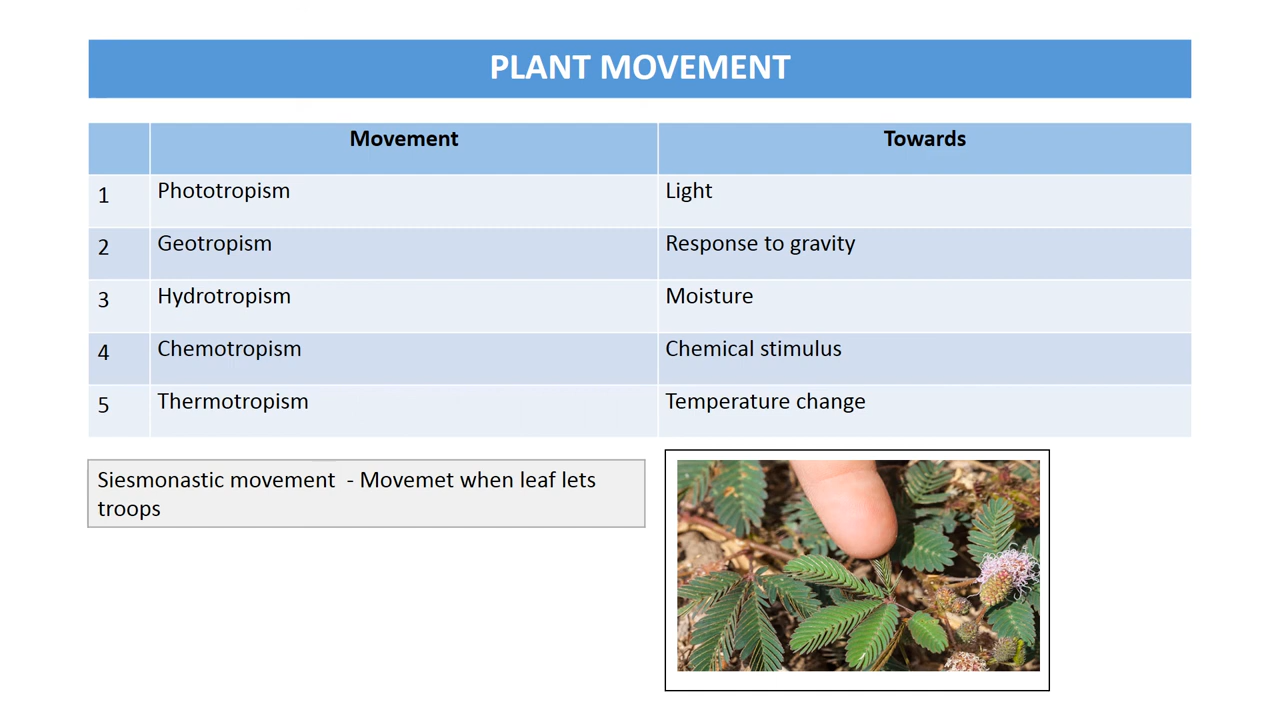 PLANT MOVEMENT
Movement Towards
1 Phototropism Light
2 Geotropism Response to gravity
3 Hydrotropism Moisture
4 Chemotropism Chemical stimulus
5 Thermotropism Temperature change
Siesmonastic movement - Movemet when leaf lets
troops